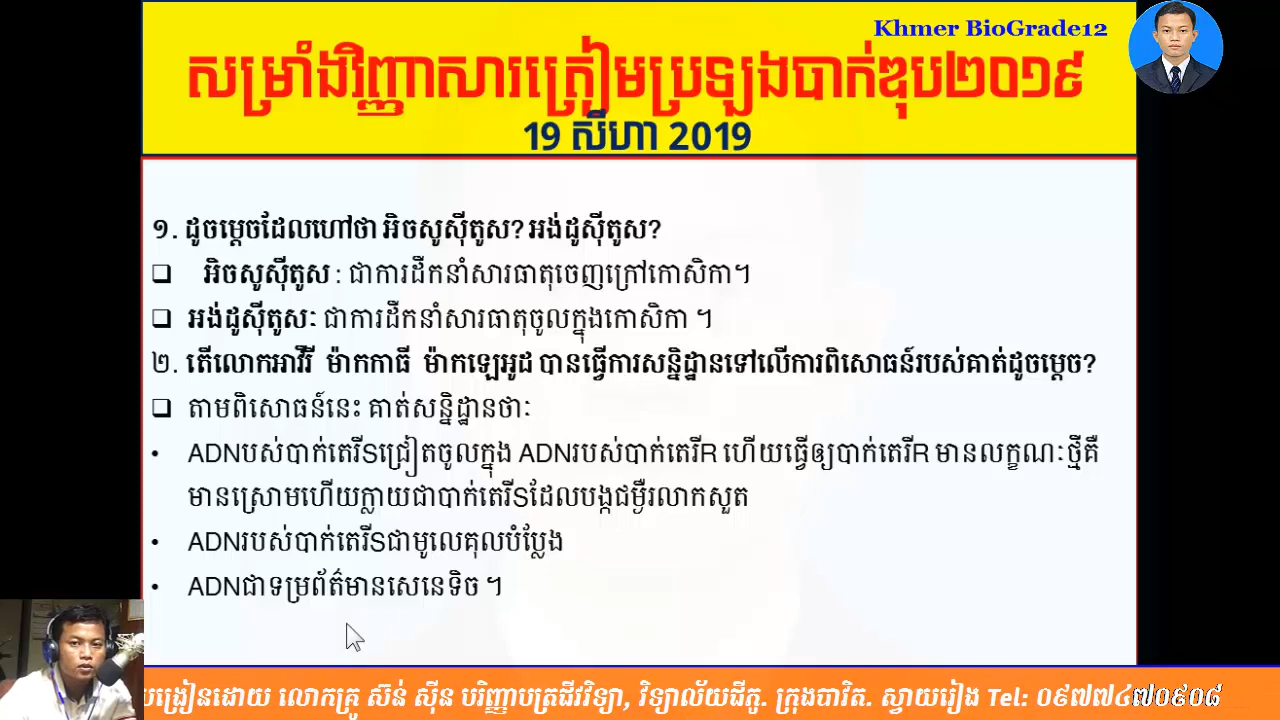 Khmer BioGrade12
សម្រាំងវិញ្ញាសារត្រៀមប្រឡងបាក់ឌុប២០១៩
19 សីហា 2019
១. ដូចម្តេចដែលហៅថា អិចសូស៊ីតូស? អង់ដូស៊ីតូស?
❑ អិចសូស៊ីតូស : ជាការដឹកនាំសារធាតុចេញក្រៅកោសិកា។
❑ អង់ដូស៊ីតូសៈ ជាការដឹកនាំសារធាតុចូលក្នុងកោសិកា ។
២. តើលោកអាវើរី ម៉ាកកាធី ម៉ាកឡេអូដ បានធ្វើការសន្និដ្ឋានទៅលើការពិសោធន៍របស់គាត់ដូចម្តេច?
❑ តាមពិសោធន៍នេះ គាត់សន្និដ្ឋានថាៈ
• ADNបស់បាក់តេរីSជ្រៀតចូលក្នុង ADNរបស់បាក់តេរីR ហើយធ្វើឲ្យបាក់តេរីR មានលក្ខណៈថ្មីគឺ
មានស្រោមហើយក្លាយជាបាក់តេរីSដែលបង្កជម្ងឺរលាកសួត
• ADNរបស់បាក់តេរីSជាមូលេគុលបំប្លែង
• ADNជាទម្រព័ត៌មានសេនេទិច ។
បង្រៀនដោយ លោកគ្រូ ស៊ន់ ស៊ីន បរិញ្ញាបត្រជីវវិទ្យា, វិទ្យាល័យជីភូ. ក្រុងបាវិត. ស្វាយរៀង Tel: ០៩៧៧៤៧០៩០៨